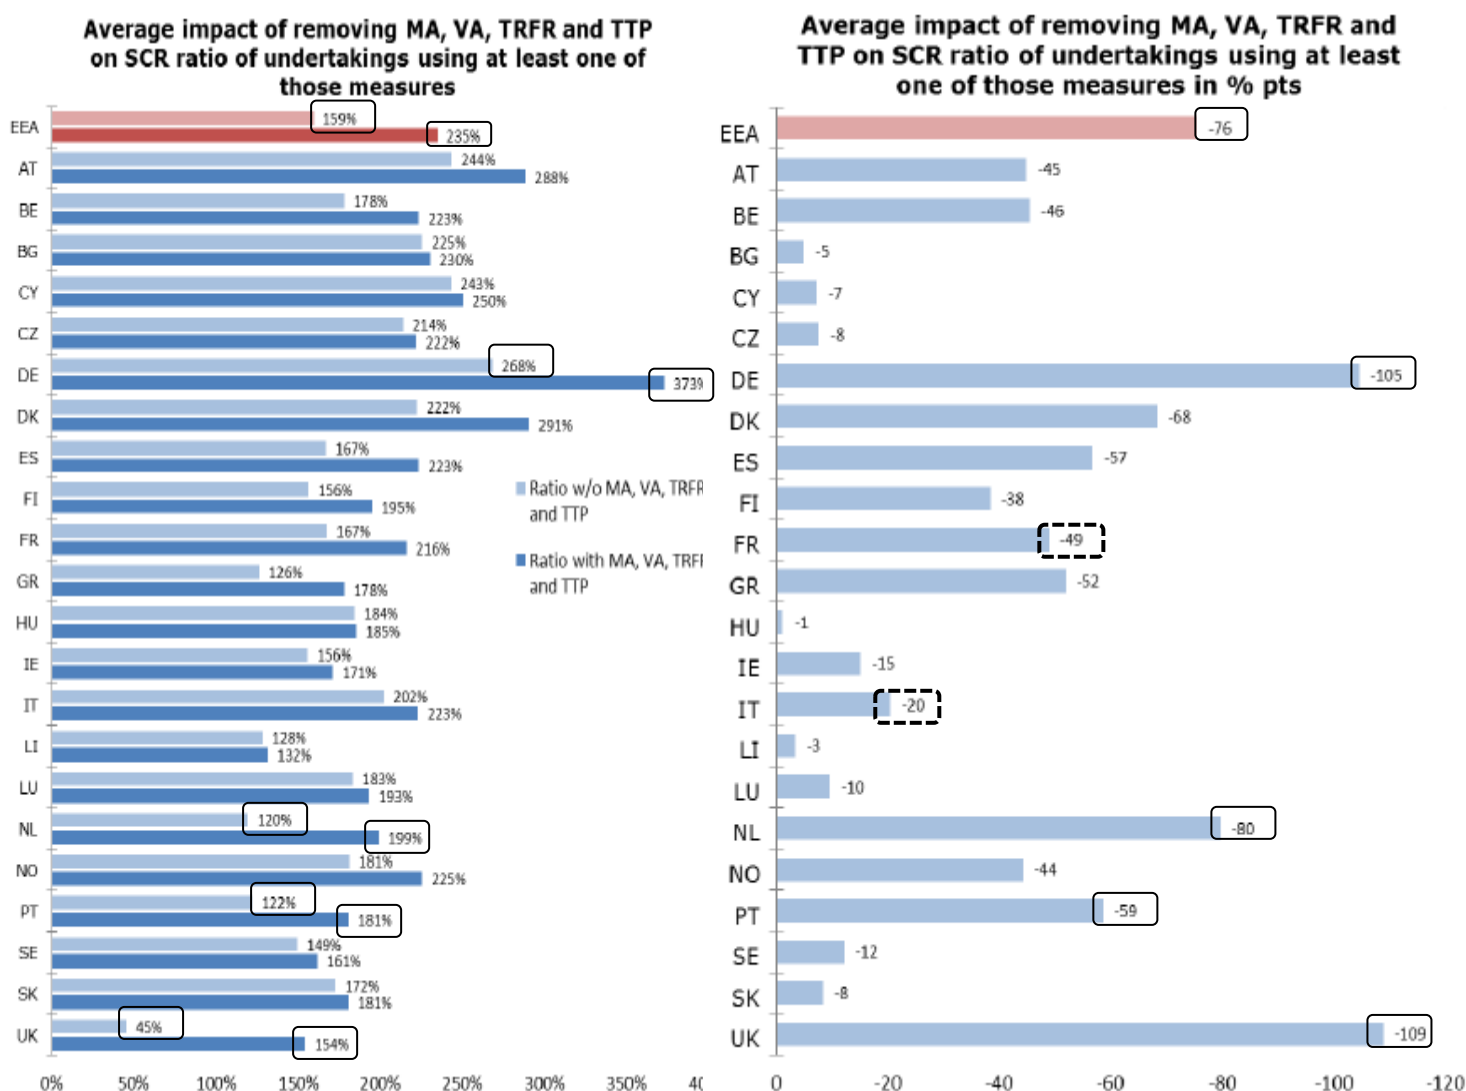 Average impact of removing MA, VA, TRFR and TTP
on SCR ratio of undertakings using at least one of
those measures
EEA
159%
235%
AT
244%
288%
BE
178%
223%
BG
225%
230%
CY
243%
250%
CZ
214%
222%
DE
268%
373%
DK
222%
291%
ES
167%
223%
FI
156%
195%
FR
167%
216%
GR
126%
178%
HU
184%
185%
IE
156%
171%
IT
202%
223%
LI
128%
132%
LU
183%
193%
NL
120%
199%
NO
181%
225%
PT
122%
181%
SE
149%
161%
SK
172%
181%
UK
45%
154%
Ratio w/o MA, VA, TRFR
and TTP
Ratio with MA, VA, TRFR
and TTP
0% 50% 100% 150% 200% 250% 300% 350% 40
Average impact of removing MA, VA, TRFR and
TTP on SCR ratio of undertakings using at least
one of those measures in % pts
EEA -76
AT -45
BE -46
BG -5
CY -7
CZ -8
DE -105
DK -68
ES -57
FI -38
FR -49
GR -52
HU -1
IE -15
IT -20
LI -3
LU -10
NL -80
NO -44
PT -59
SE -12
SK -8
UK -109
0 -20 -40 -60 -80 -100 -120